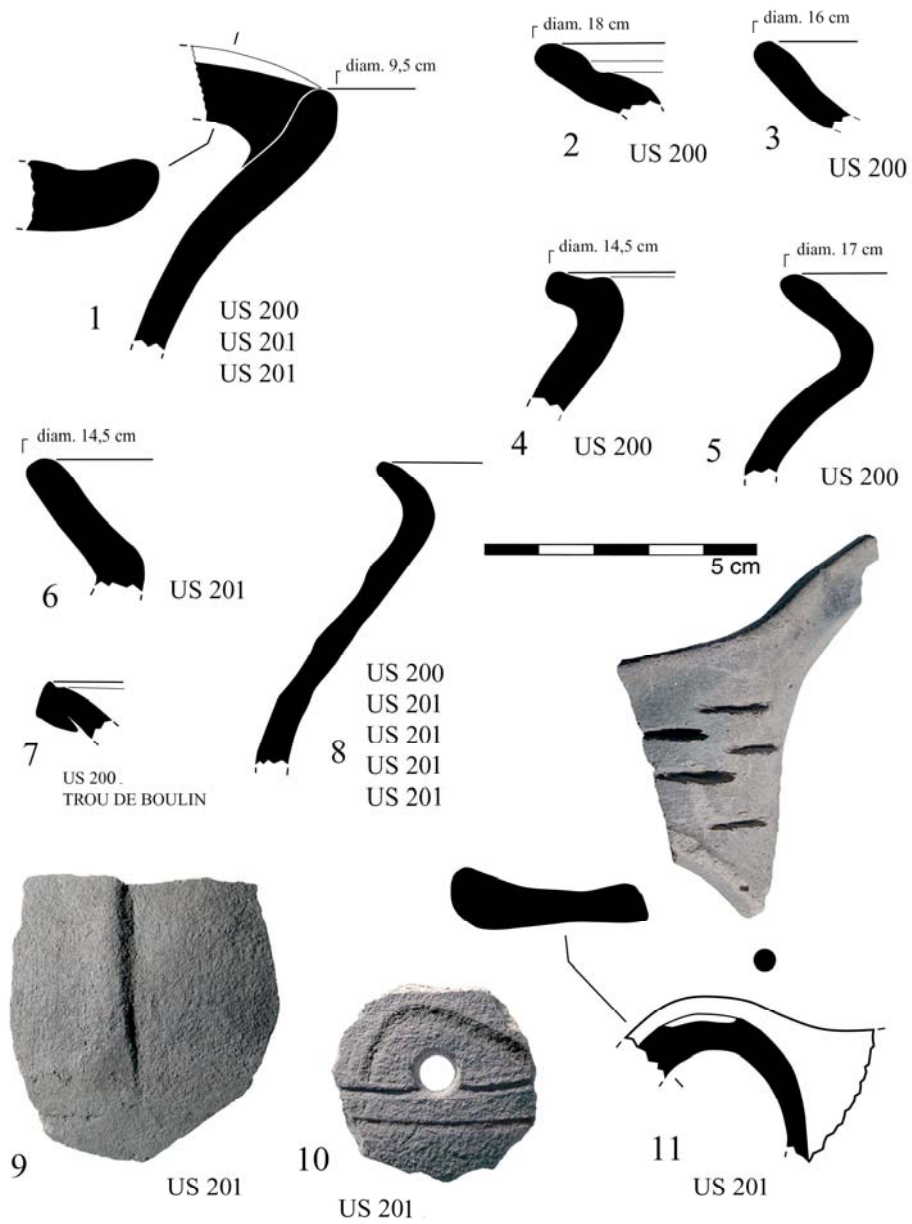 diam. 9,5 cm
1
US 200
US 201
US 201
diam. 18 cm
2
US 200
diam. 16 cm
3
US 200
diam. 14,5 cm
4
US 200
diam. 17 cm
5
US 200
diam. 14,5 cm
6
US 201
7
US 200
TROU DE BOULIN
8
US 200
US 201
US 201
US 201
US 201
5 cm
9
US 201
10
US 201
11
US 201